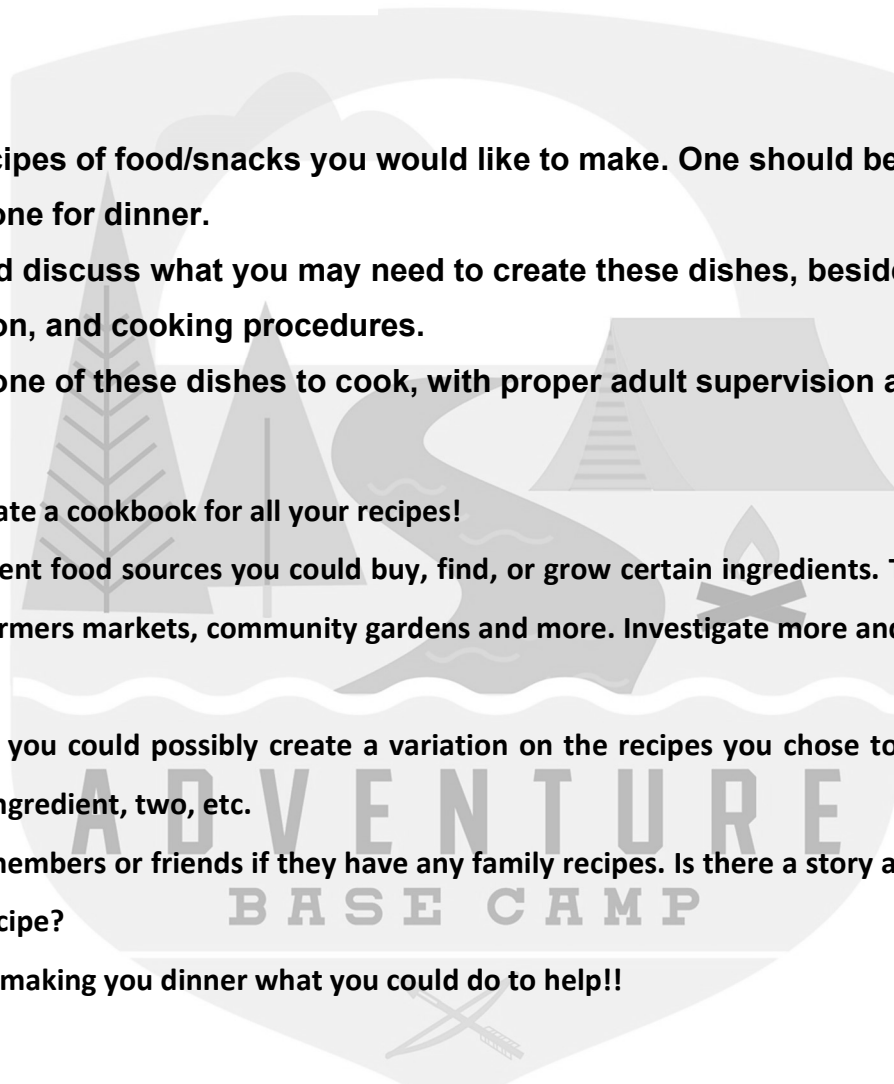 cipes of food/snacks you would like to make. One should be
one for dinner.
d discuss what you may need to create these dishes, beside
on, and cooking procedures.
one of these dishes to cook, with proper adult supervision a
ate a cookbook for all your recipes!
ent food sources you could buy, find, or grow certain ingredients. T
rmers markets, community gardens and more. Investigate more and
you could possibly create a variation on the recipes you chose to
ngredient, two, etc.
ADVENTURE
members or friends if they have any family recipes. Is there a story a
BASE CAMP
cipe?
making you dinner what you could do to help!!